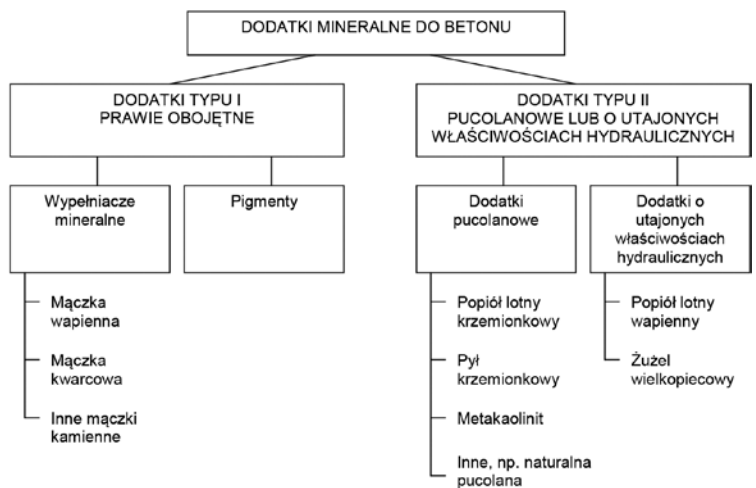 DODATKI MINERALNE DO BETONU
DODATKI TYPU I
PRAWIE OBOJĘTNE
DODATKI TYPU II
PUCOLANOWE LUB O UTAJONYCH
WŁAŚCIWOŚCIACH HYDRAULICZNYCH
Wypełniacze
mineralne
Pigmenty
Dodatki
pucolanowe
Dodatki o
utajonych
właściwościach
hydraulicznych
Mączka
wapienna
Mączka
kwarcowa
Inne mączki
kamienne
Popiół lotny
krzemionkowy
Pył
krzemionkowy
Metakaolinit
Inne, np. naturalna
pucolana
Popiół lotny
wapienny
Żużel
wielkopiecowy